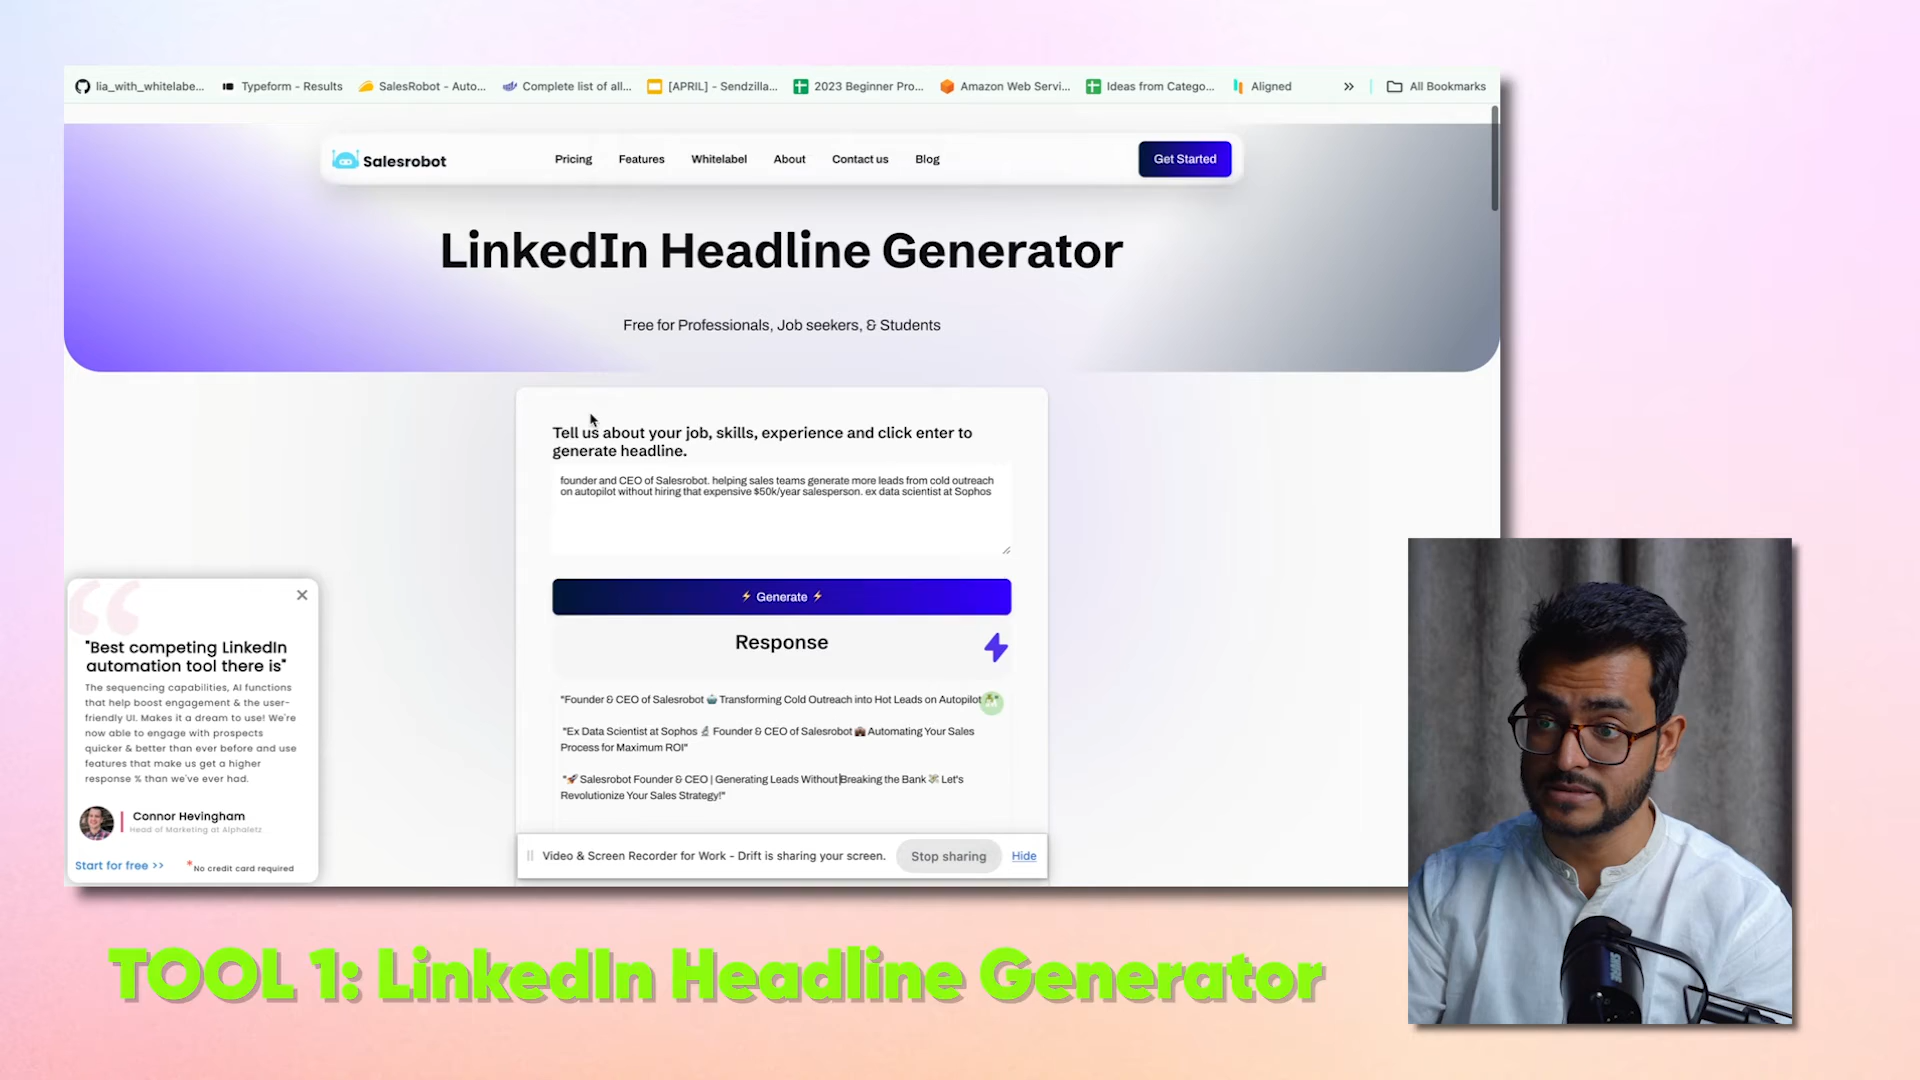 lia_with_whitelabe... Typeform - Results SalesRobot - Auto... Complete list of all... [APRIL] - Sendzilla... 2023 Beginner Pro... Amazon Web Servi... Ideas from Catego... Aligned » All Bookmarks
Salesrobot Pricing Features Whitelabel About Contact us Blog Get Started
LinkedIn Headline Generator
Free for Professionals, Job seekers, & Students
Tell us about your job, skills, experience and click enter to
generate headline.
founder and CEO of Salesrobot. helping sales teams generate more leads from cold outreach
on autopilot without hiring that expensive $50k/year salesperson. ex data scientist at Sophos
⚡ Generate ⚡
Response
"Founder & CEO of Salesrobot 🤖 Transforming Cold Outreach into Hot Leads on Autopilot
"Ex Data Scientist at Sophos 🔬 Founder & CEO of Salesrobot Automating Your Sales
Process for Maximum ROI"
"🚀 Salesrobot Founder & CEO | Generating Leads Without Breaking the Bank 💸 Let's
Revolutionize Your Sales Strategy!"
Video & Screen Recorder for Work - Drift is sharing your screen. Stop sharing Hide
"Best competing LinkedIn
automation tool there is"
The sequencing capabilities, AI functions
that help boost engagement & the user-
friendly UI. Makes it a dream to use! We're
now able to engage with prospects
quicker & better than ever before and use
features that make us get a higher
response % than we've ever had.
Connor Hevingham
Head of Marketing at Alphaletz
Start for free >> *No credit card required
TOOL 1: LinkedIn Headline Generator
SHURE